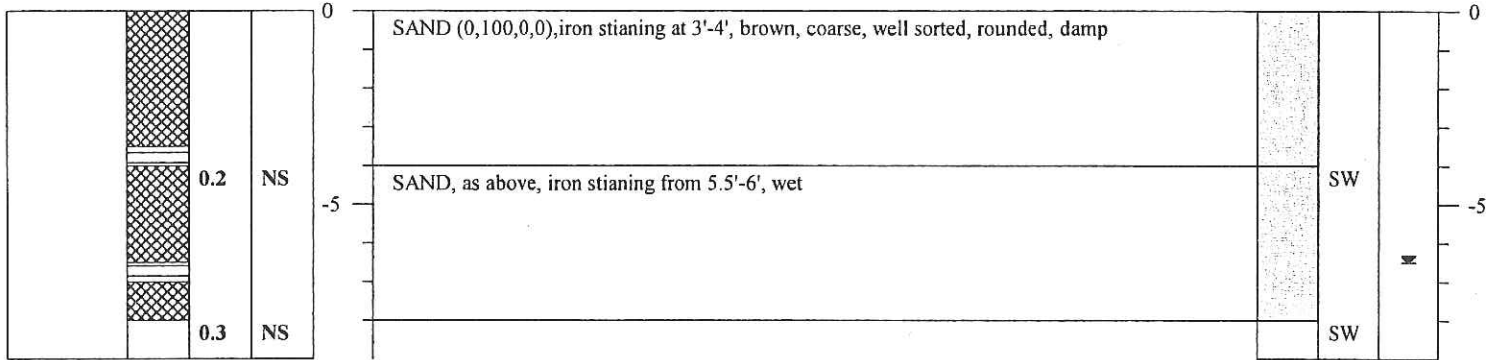 0
SAND (0,100,0,0),iron stianing at 3'-4', brown, coarse, well sorted, rounded, damp
0
0.2 NS
SAND, as above, iron stianing from 5.5'-6', wet
SW
-5
-5
0.3 NS
SW